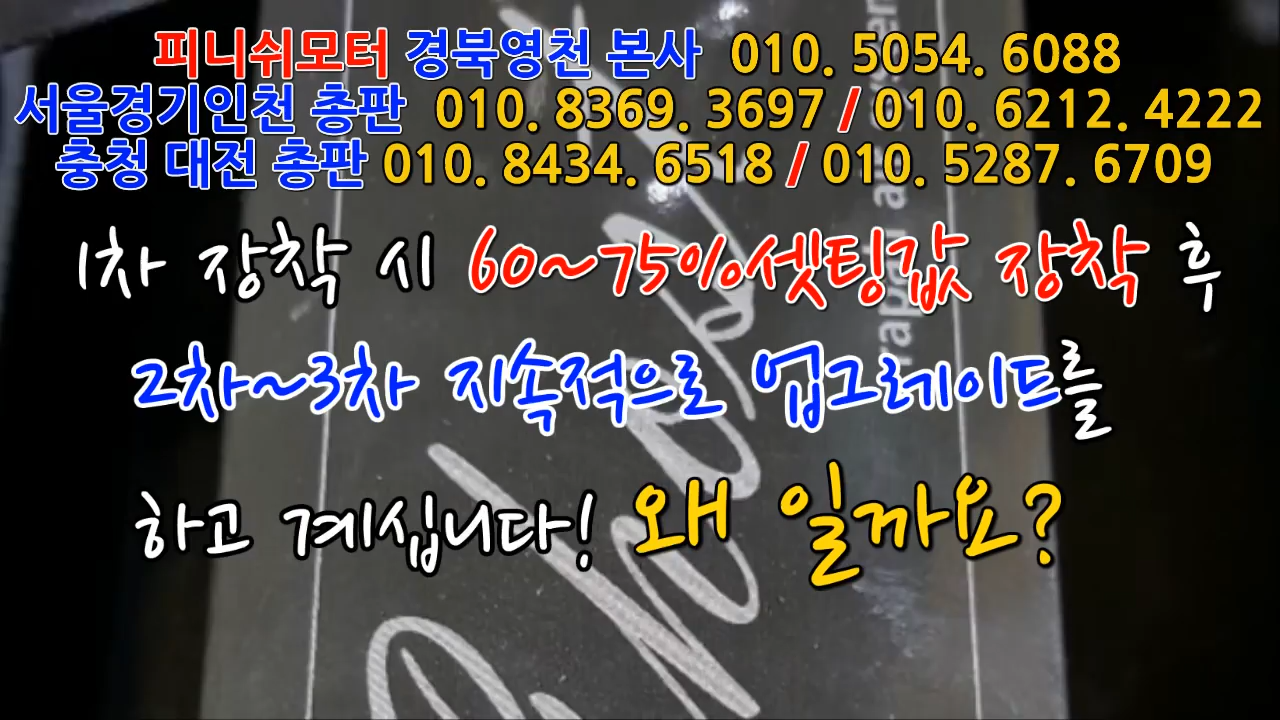 피니쉬모터 경북영천 본사 010. 5054. 6088
서울경기인천 총판 010. 8369. 3697 / 010. 6212. 4222
충청 대전 총판 010. 8434. 6518 / 010. 5287. 6709
1차 장착 시 60~75%셋팅값 장착 후
2차~3차 지속적으로 업그레이드를
하고 계십니다! 왜 일까요?